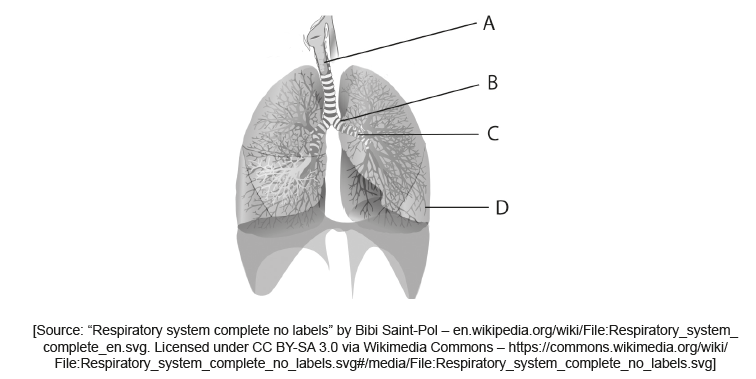 A
B
C
D
[Source: “Respiratory system complete no labels” by Bibi Saint-Pol – en.wikipedia.org/wiki/File:Respiratory_system_
complete_en.svg. Licensed under CC BY-SA 3.0 via Wikimedia Commons – https://commons.wikimedia.org/wiki/
File:Respiratory_system_complete_no_labels.svg#/media/File:Respiratory_system_complete_no_labels.svg]